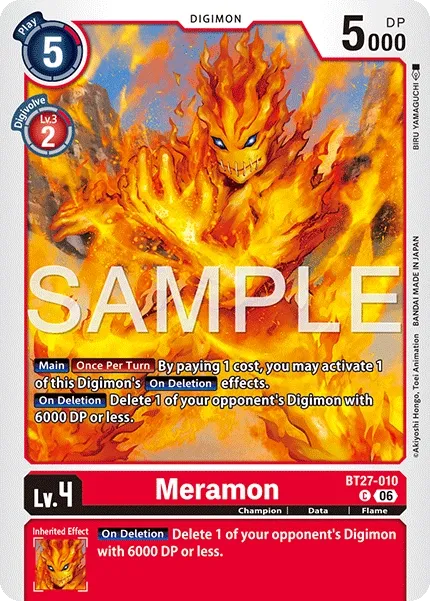 DIGIMON
Play
5
DP
5000
Digivolve
Lv.3
2
BIRU YAMAGUCHI
©Akiyoshi Hongo, Toei Animation BANDAI MADE IN JAPAN
SAMPLE
Main Once Per Turn By paying 1 cost, you may activate
1 of this Digimon's On Deletion effects.
On Deletion Delete 1 of your opponent's Digimon with
6000 DP or less.
Lv.4
Meramon
BT27-010
C 06
Champion | Data | Flame
Inherited Effect
On Deletion Delete 1 of your opponent's Digimon
with 6000 DP or less.